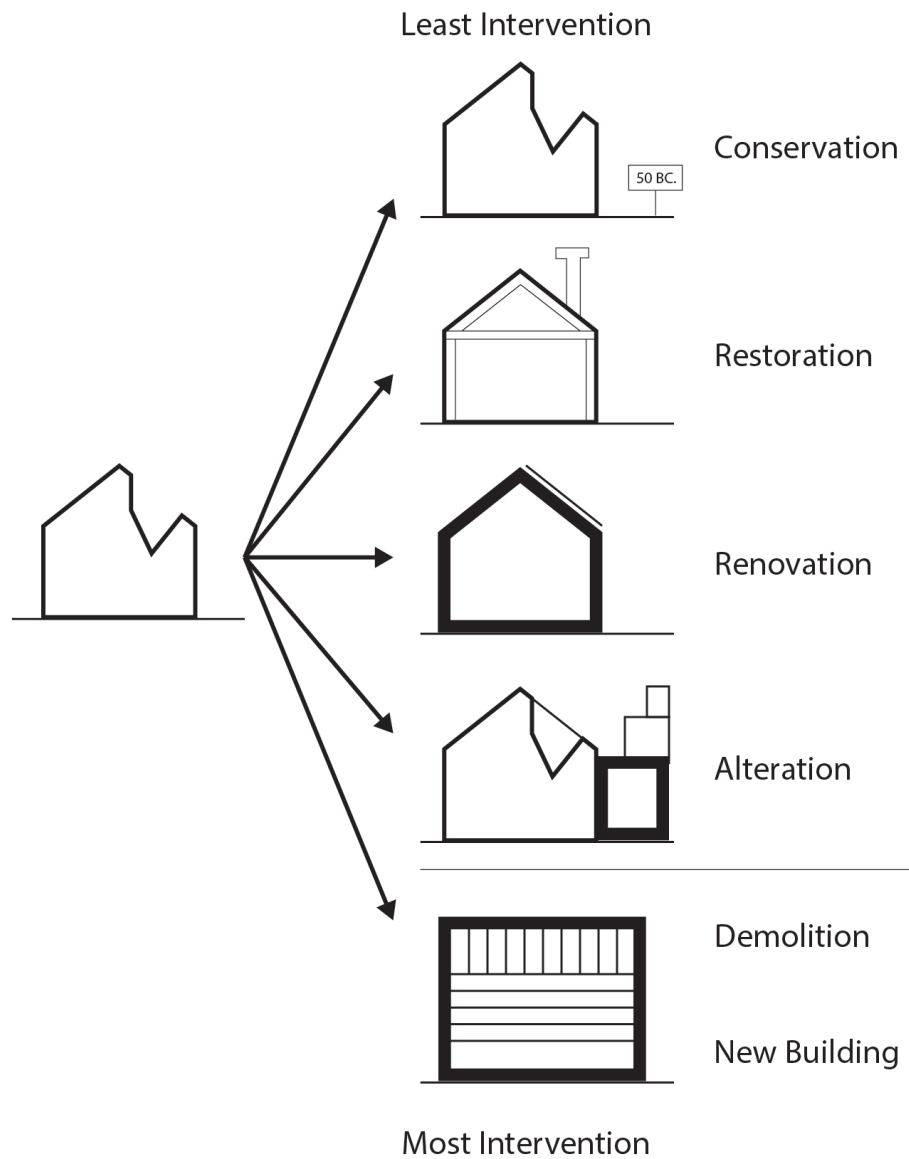 Least Intervention
Conservation
50 BC.
Restoration
Renovation
Alteration
Demolition
New Building
Most Intervention